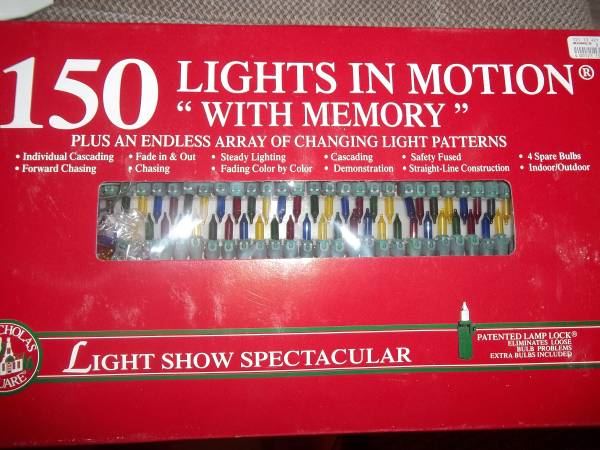 150 LIGHTS IN MOTION®
“ WITH MEMORY ”
PLUS AN ENDLESS ARRAY OF CHANGING LIGHT PATTERNS
• Individual Cascading • Fade in & Out • Steady Lighting • Cascading • Safety Fused • 4 Spare Bulbs
• Forward Chasing • Chasing • Fading Color by Color • Demonstration • Straight-Line Construction • Indoor/Outdoor
CHOLAS
QUARE
LIGHT SHOW SPECTACULAR
PATENTED LAMP LOCK®
ELIMINATES LOOSE
BULB PROBLEMS
EXTRA BULBS INCLUDED